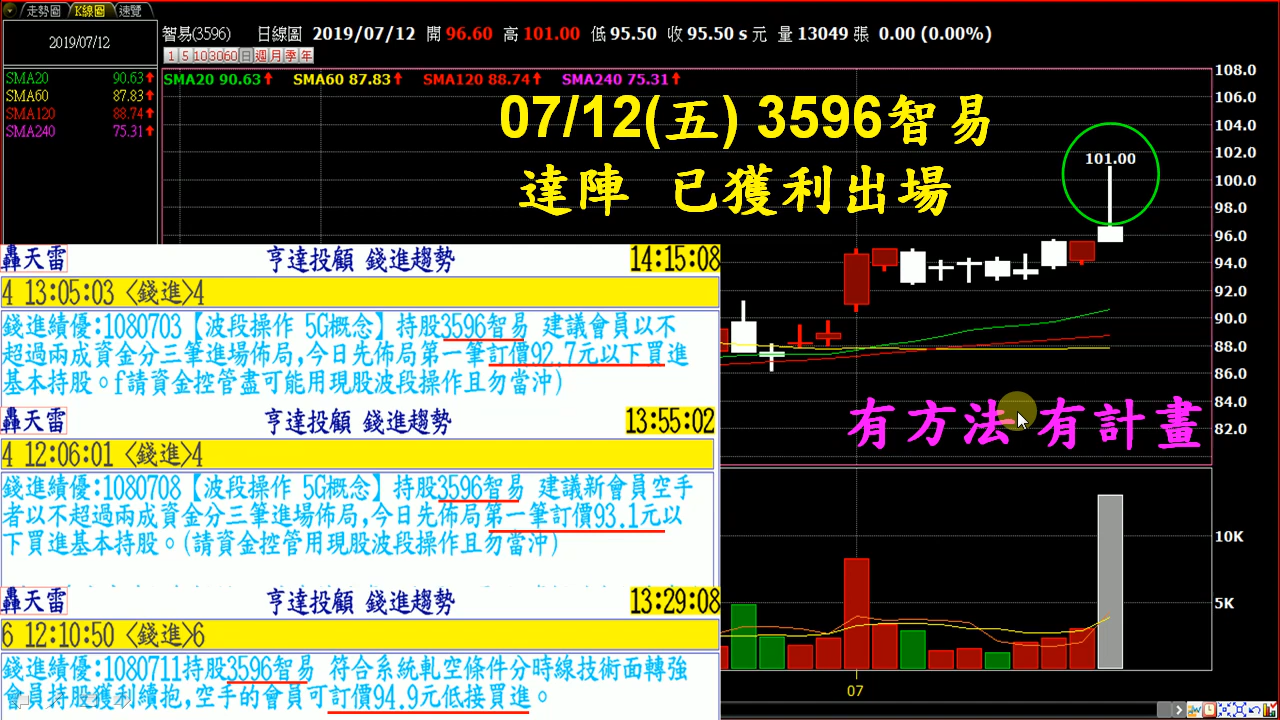 走勢圖 K線圖 速覽
2019/07/12
智易(3596) 日線圖 2019/07/12 開 96.60 高 101.00 低 95.50 收 95.50 s 元 量 13049 張 0.00 (0.00%)
1 5 10 30 60 日 週 月 季 年
SMA20 90.63↑
SMA60 87.83↑
SMA120 88.74↑
SMA240 75.31↑
SMA20 90.63↑ SMA60 87.83↑ SMA120 88.74↑ SMA240 75.31↑
07/12(五) 3596智易
達陣 已獲利出場
101.00
108.0
106.0
104.0
102.0
100.0
98.0
96.0
94.0
92.0
90.0
88.0
86.0
84.0
82.0
有方法 有計畫
10K
5K
07
轟天雷 亨達投顧 錢進趨勢 14:15:08
4 13:05:03 〈錢進〉4
錢進績優:1080703【波段操作 5G概念】持股3596智易 建議會員以不
超過兩成資金分三筆進場佈局,今日先佈局第一筆訂價92.7元以下買進
基本持股。f請資金控管盡可能用現股波段操作且勿當沖)
轟天雷 亨達投顧 錢進趨勢 13:55:02
4 12:06:01 〈錢進〉4
錢進績優:1080708【波段操作 5G概念】持股3596智易 建議新會員空手
者以不超過兩成資金分三筆進場佈局,今日先佈局第一筆訂價93.1元以
下買進基本持股。(請資金控管用現股波段操作且勿當沖)
轟天雷 亨達投顧 錢進趨勢 13:29:08
6 12:10:50 〈錢進〉6
錢進績優:1080711持股3596智易 符合系統軋空條件分時線技術面轉強
會員持股獲利續抱,空手的會員可訂價94.9元低接買進。